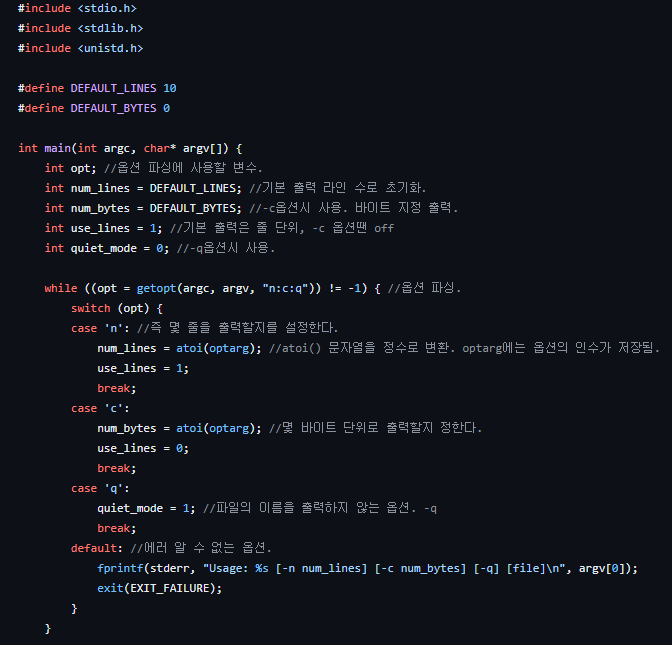 #include <stdio.h>
#include <stdlib.h>
#include <unistd.h>

#define DEFAULT_LINES 10
#define DEFAULT_BYTES 0

int main(int argc, char* argv[]) {
    int opt; //옵션 파싱에 사용할 변수.
    int num_lines = DEFAULT_LINES; //기본 출력 라인 수로 초기화.
    int num_bytes = DEFAULT_BYTES; //-c옵션시 사용. 바이트 지정 출력.
    int use_lines = 1; //기본 출력은 줄 단위, -c 옵션땐 off
    int quiet_mode = 0; //-q옵션시 사용.

    while ((opt = getopt(argc, argv, "n:c:q")) != -1) { //옵션 파싱.
        switch (opt) {
        case 'n': //즉 몇 줄을 출력할지를 설정한다.
            num_lines = atoi(optarg); //atoi() 문자열을 정수로 변환. optarg에는 옵션의 인수가 저장됨.
            use_lines = 1;
            break;
        case 'c':
            num_bytes = atoi(optarg); //몇 바이트 단위로 출력할지 정한다.
            use_lines = 0;
            break;
        case 'q':
            quiet_mode = 1; //파일의 이름을 출력하지 않는 옵션. -q
            break;
        default: //에러 알 수 없는 옵션.
            fprintf(stderr, "Usage: %s [-n num_lines] [-c num_bytes] [-q] [file]\n", argv[0]);
            exit(EXIT_FAILURE);
        }
    }